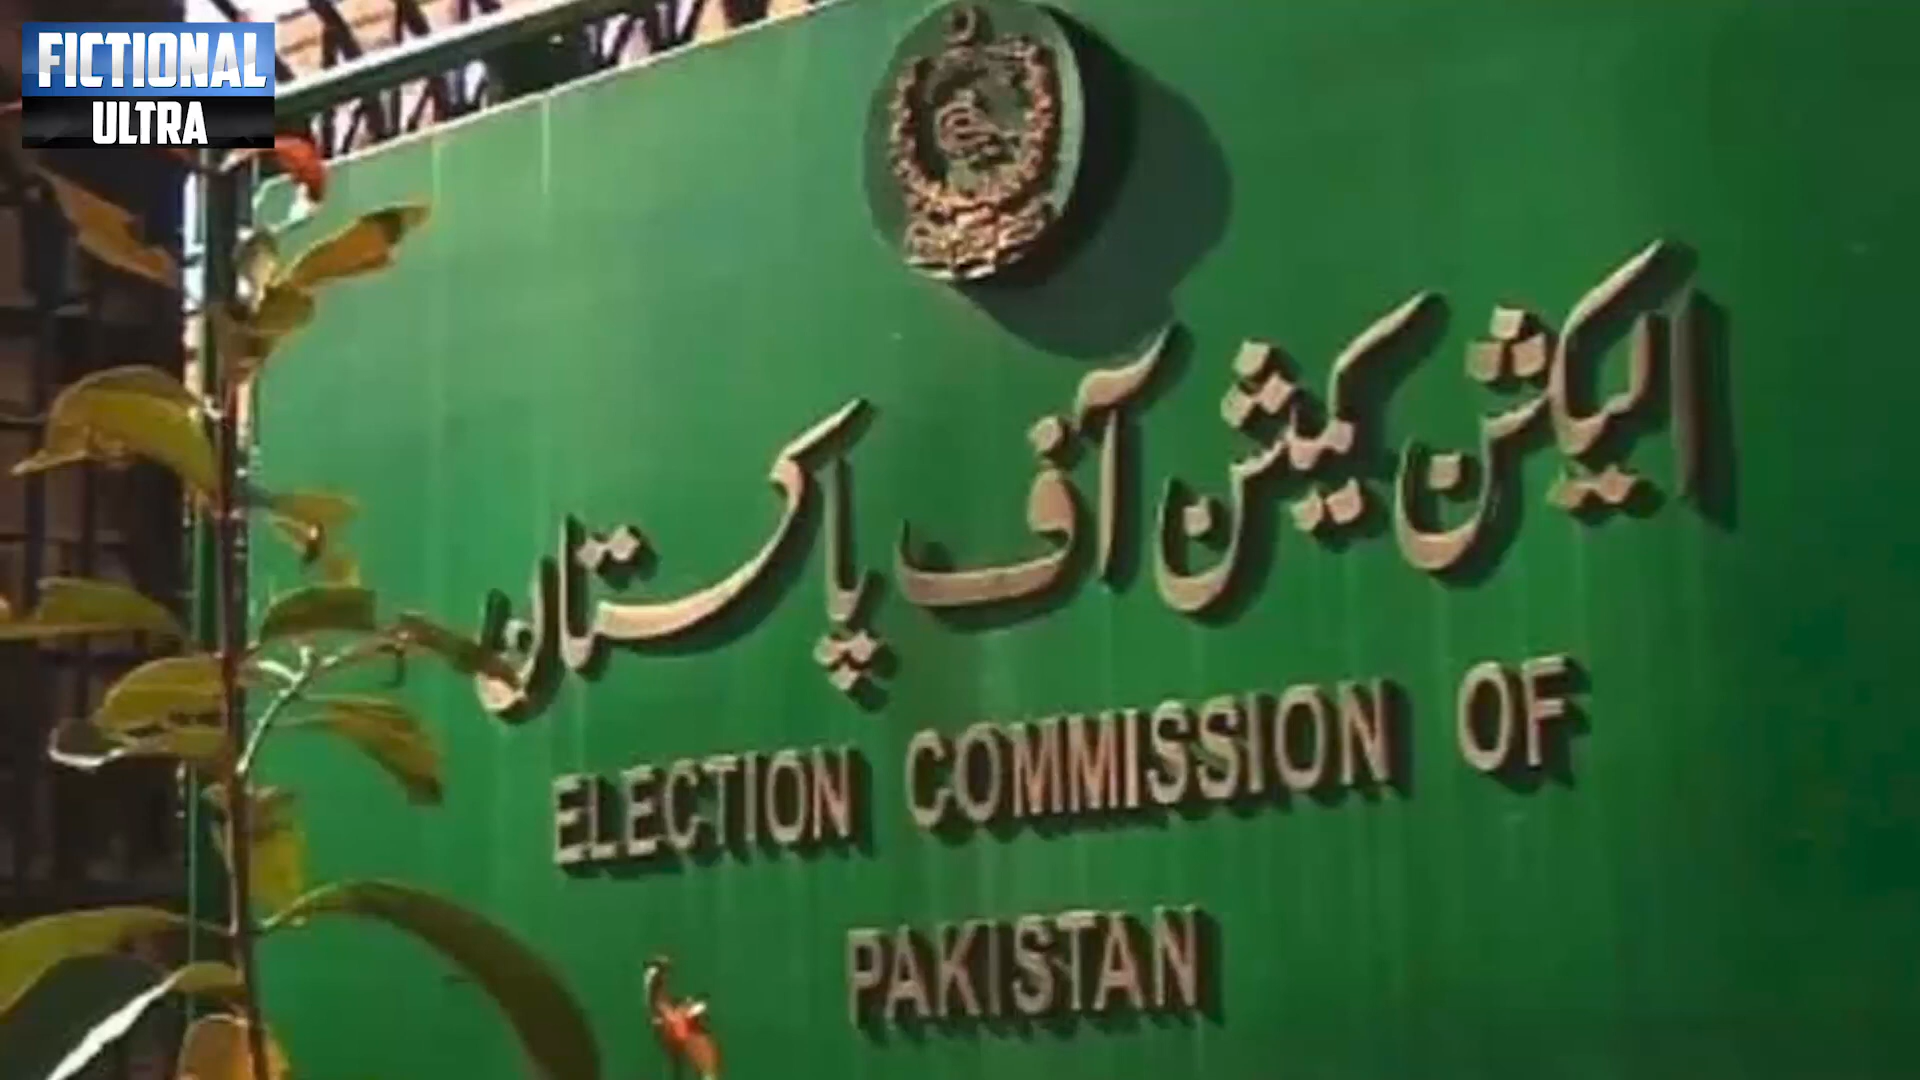 FICTIONAL
ULTRA
الیکشن کمیشن آف پاکستان
ELECTION COMMISSION OF
PAKISTAN